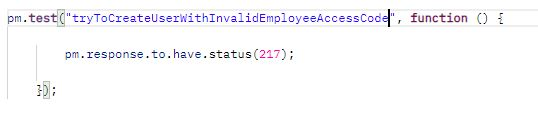 pm.test("tryToCreateUserWithInvalidEmployeeAccessCode", function () {
pm.response.to.have.status(217);
});